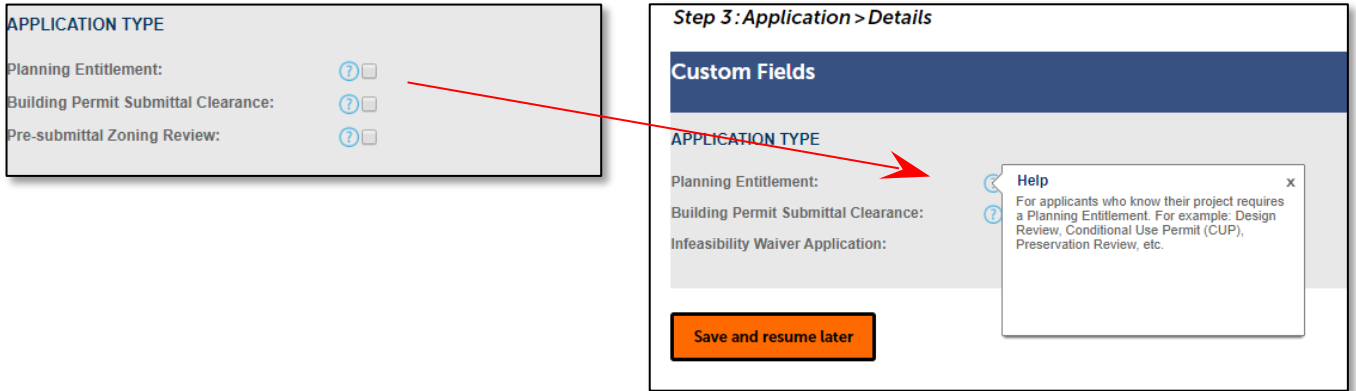 APPLICATION TYPE
Planning Entitlement:
?
Building Permit Submittal Clearance:
?
Pre-submittal Zoning Review:
?
Step 3: Application > Details
Custom Fields
APPLICATION TYPE
Planning Entitlement:
?
Building Permit Submittal Clearance:
?
Infeasibility Waiver Application:
Help
x
For applicants who know their project requires
a Planning Entitlement. For example: Design
Review, Conditional Use Permit (CUP),
Preservation Review, etc.
Save and resume later